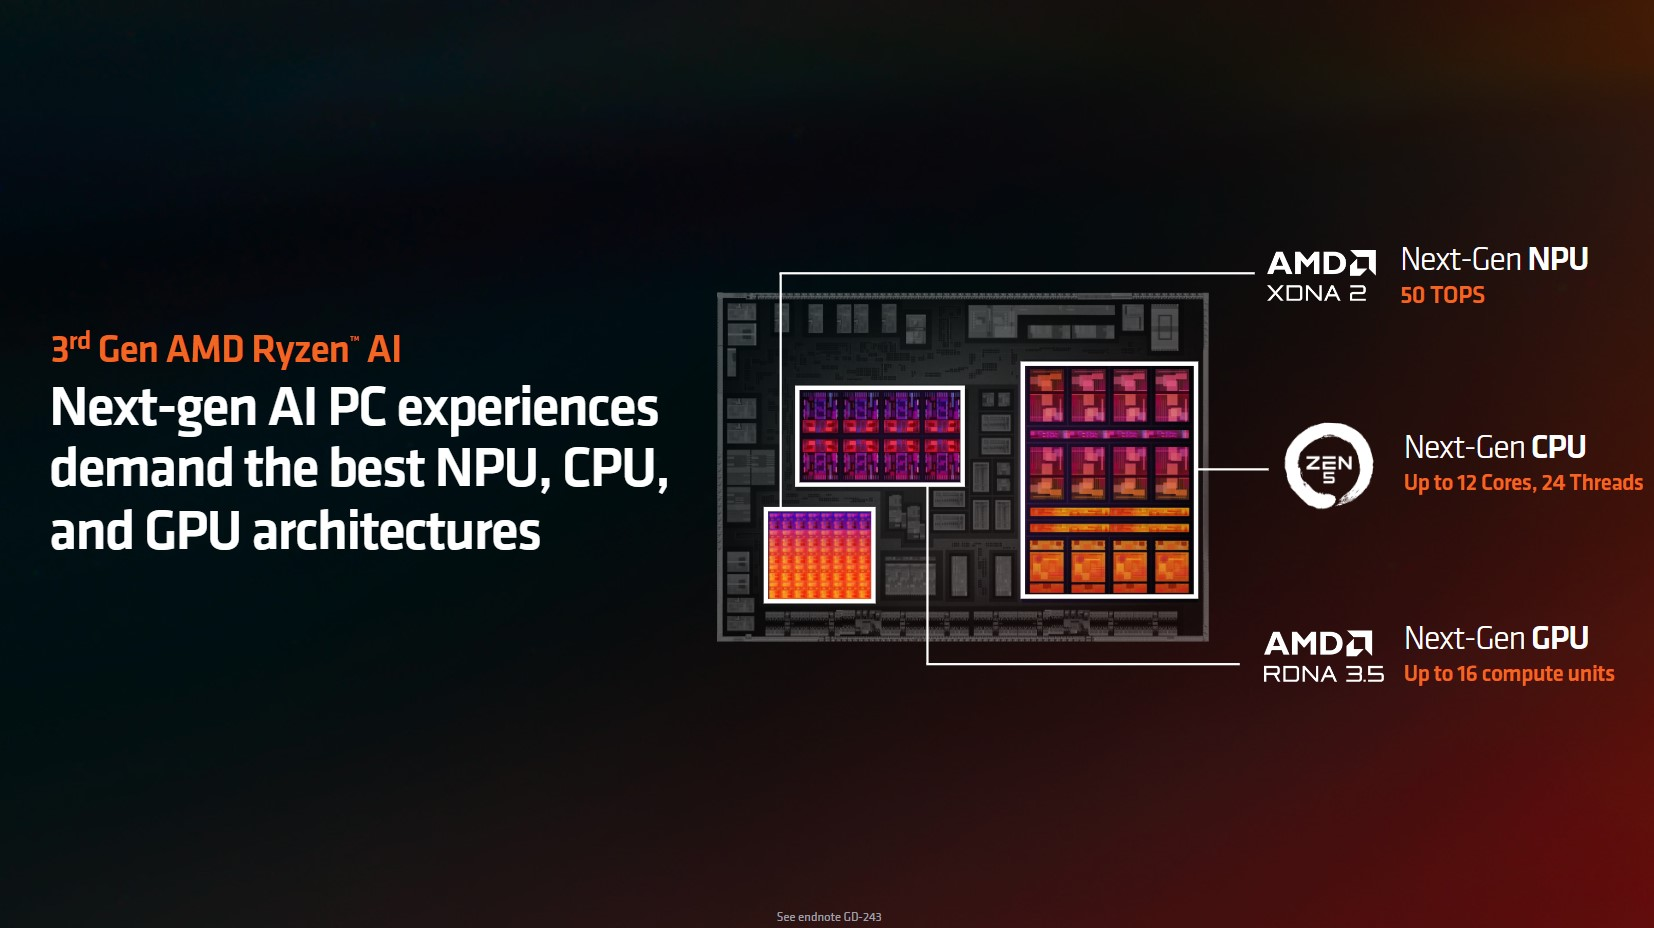 3rd Gen AMD Ryzen™ AI
Next-gen AI PC experiences
demand the best NPU, CPU,
and GPU architectures
AMD
XDNA 2
Next-Gen NPU
50 TOPS
ZEN
5
Next-Gen CPU
Up to 12 Cores, 24 Threads
AMD
RDNA 3.5
Next-Gen GPU
Up to 16 compute units
See endnote GD-243